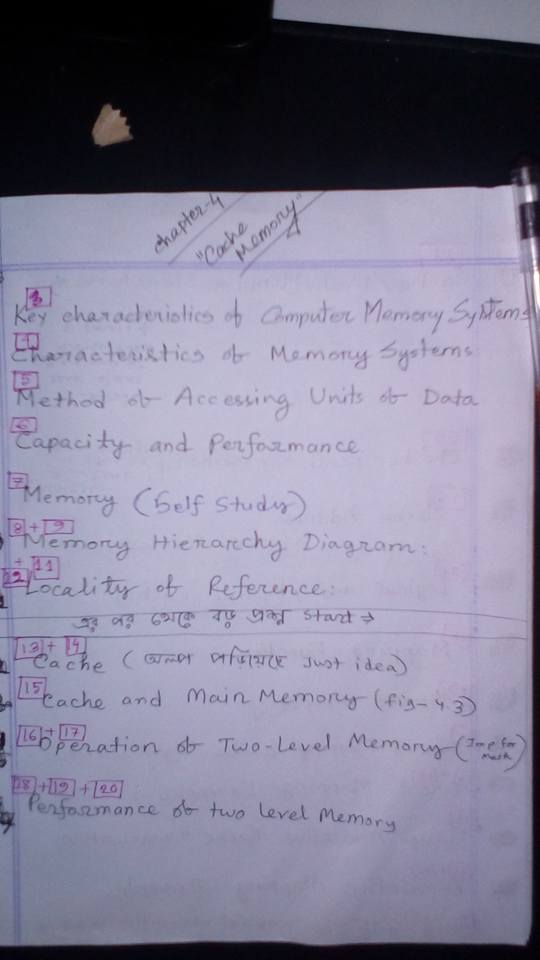 chapter-4
"Cache
Memory"
3
Key characteristics of Computer Memory Systems
4
Characteristics of Memory Systems
5
Method of Accessing Units of Data
6
Capacity and Performance
7
Memory (Self Study)
8 + 9
Memory Hierarchy Diagram:
+ 11
12 Locality of Reference:
এর পর থেকে বড় প্রশ্ন start →
13 + 14
Cache (অল্প পড়িয়েছে Just idea)
15
Cache and Main Memory (fig-4.3)
16 + 17
Operation of Two-Level Memory (Imp for math)
18 + 19 + 20
Performance of two level Memory